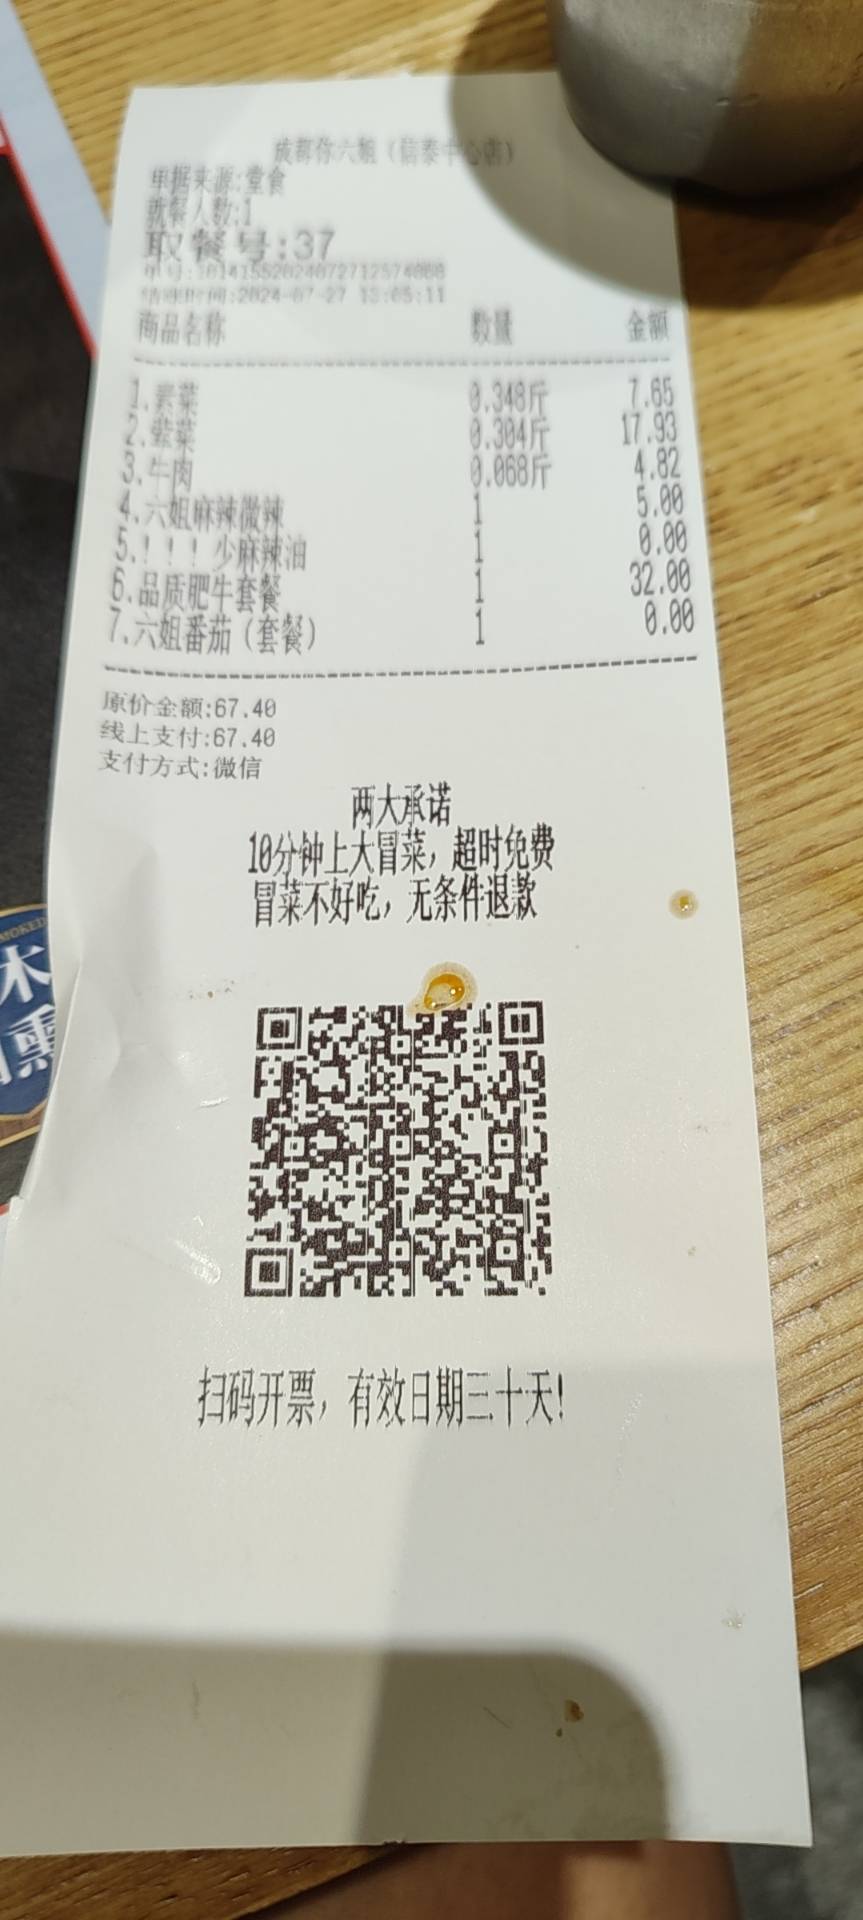 成都你六姐（信泰中心店）
单据来源:堂食
就餐人数:1
取餐号:37
结账时间:2024-07-27 13:05:11
商品名称 数量 金额
1.素菜 0.348斤 7.65
2. 0.304斤 17.93
3.牛肉 0.068斤 4.82
4.六姐麻辣微辣 1 5.00
5.！！！少麻辣油 1 0.00
6.品质肥牛套餐 1 32.00
7.六姐番茄（套餐） 1 0.00
原价金额:67.40
线上支付:67.40
支付方式:微信
两大承诺
10分钟上大冒菜，超时免费
冒菜不好吃，无条件退款
扫码开票，有效日期三十天!
SMOKED
木
熏